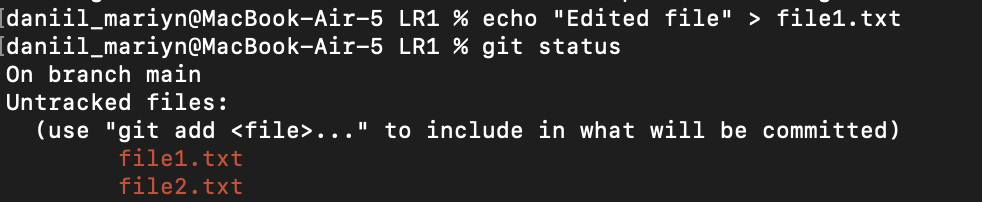 [daniil_mariyn@MacBook-Air-5 LR1 % echo "Edited file" > file1.txt
[daniil_mariyn@MacBook-Air-5 LR1 % git status
On branch main
Untracked files:
  (use "git add <file>..." to include in what will be committed)
        file1.txt
        file2.txt